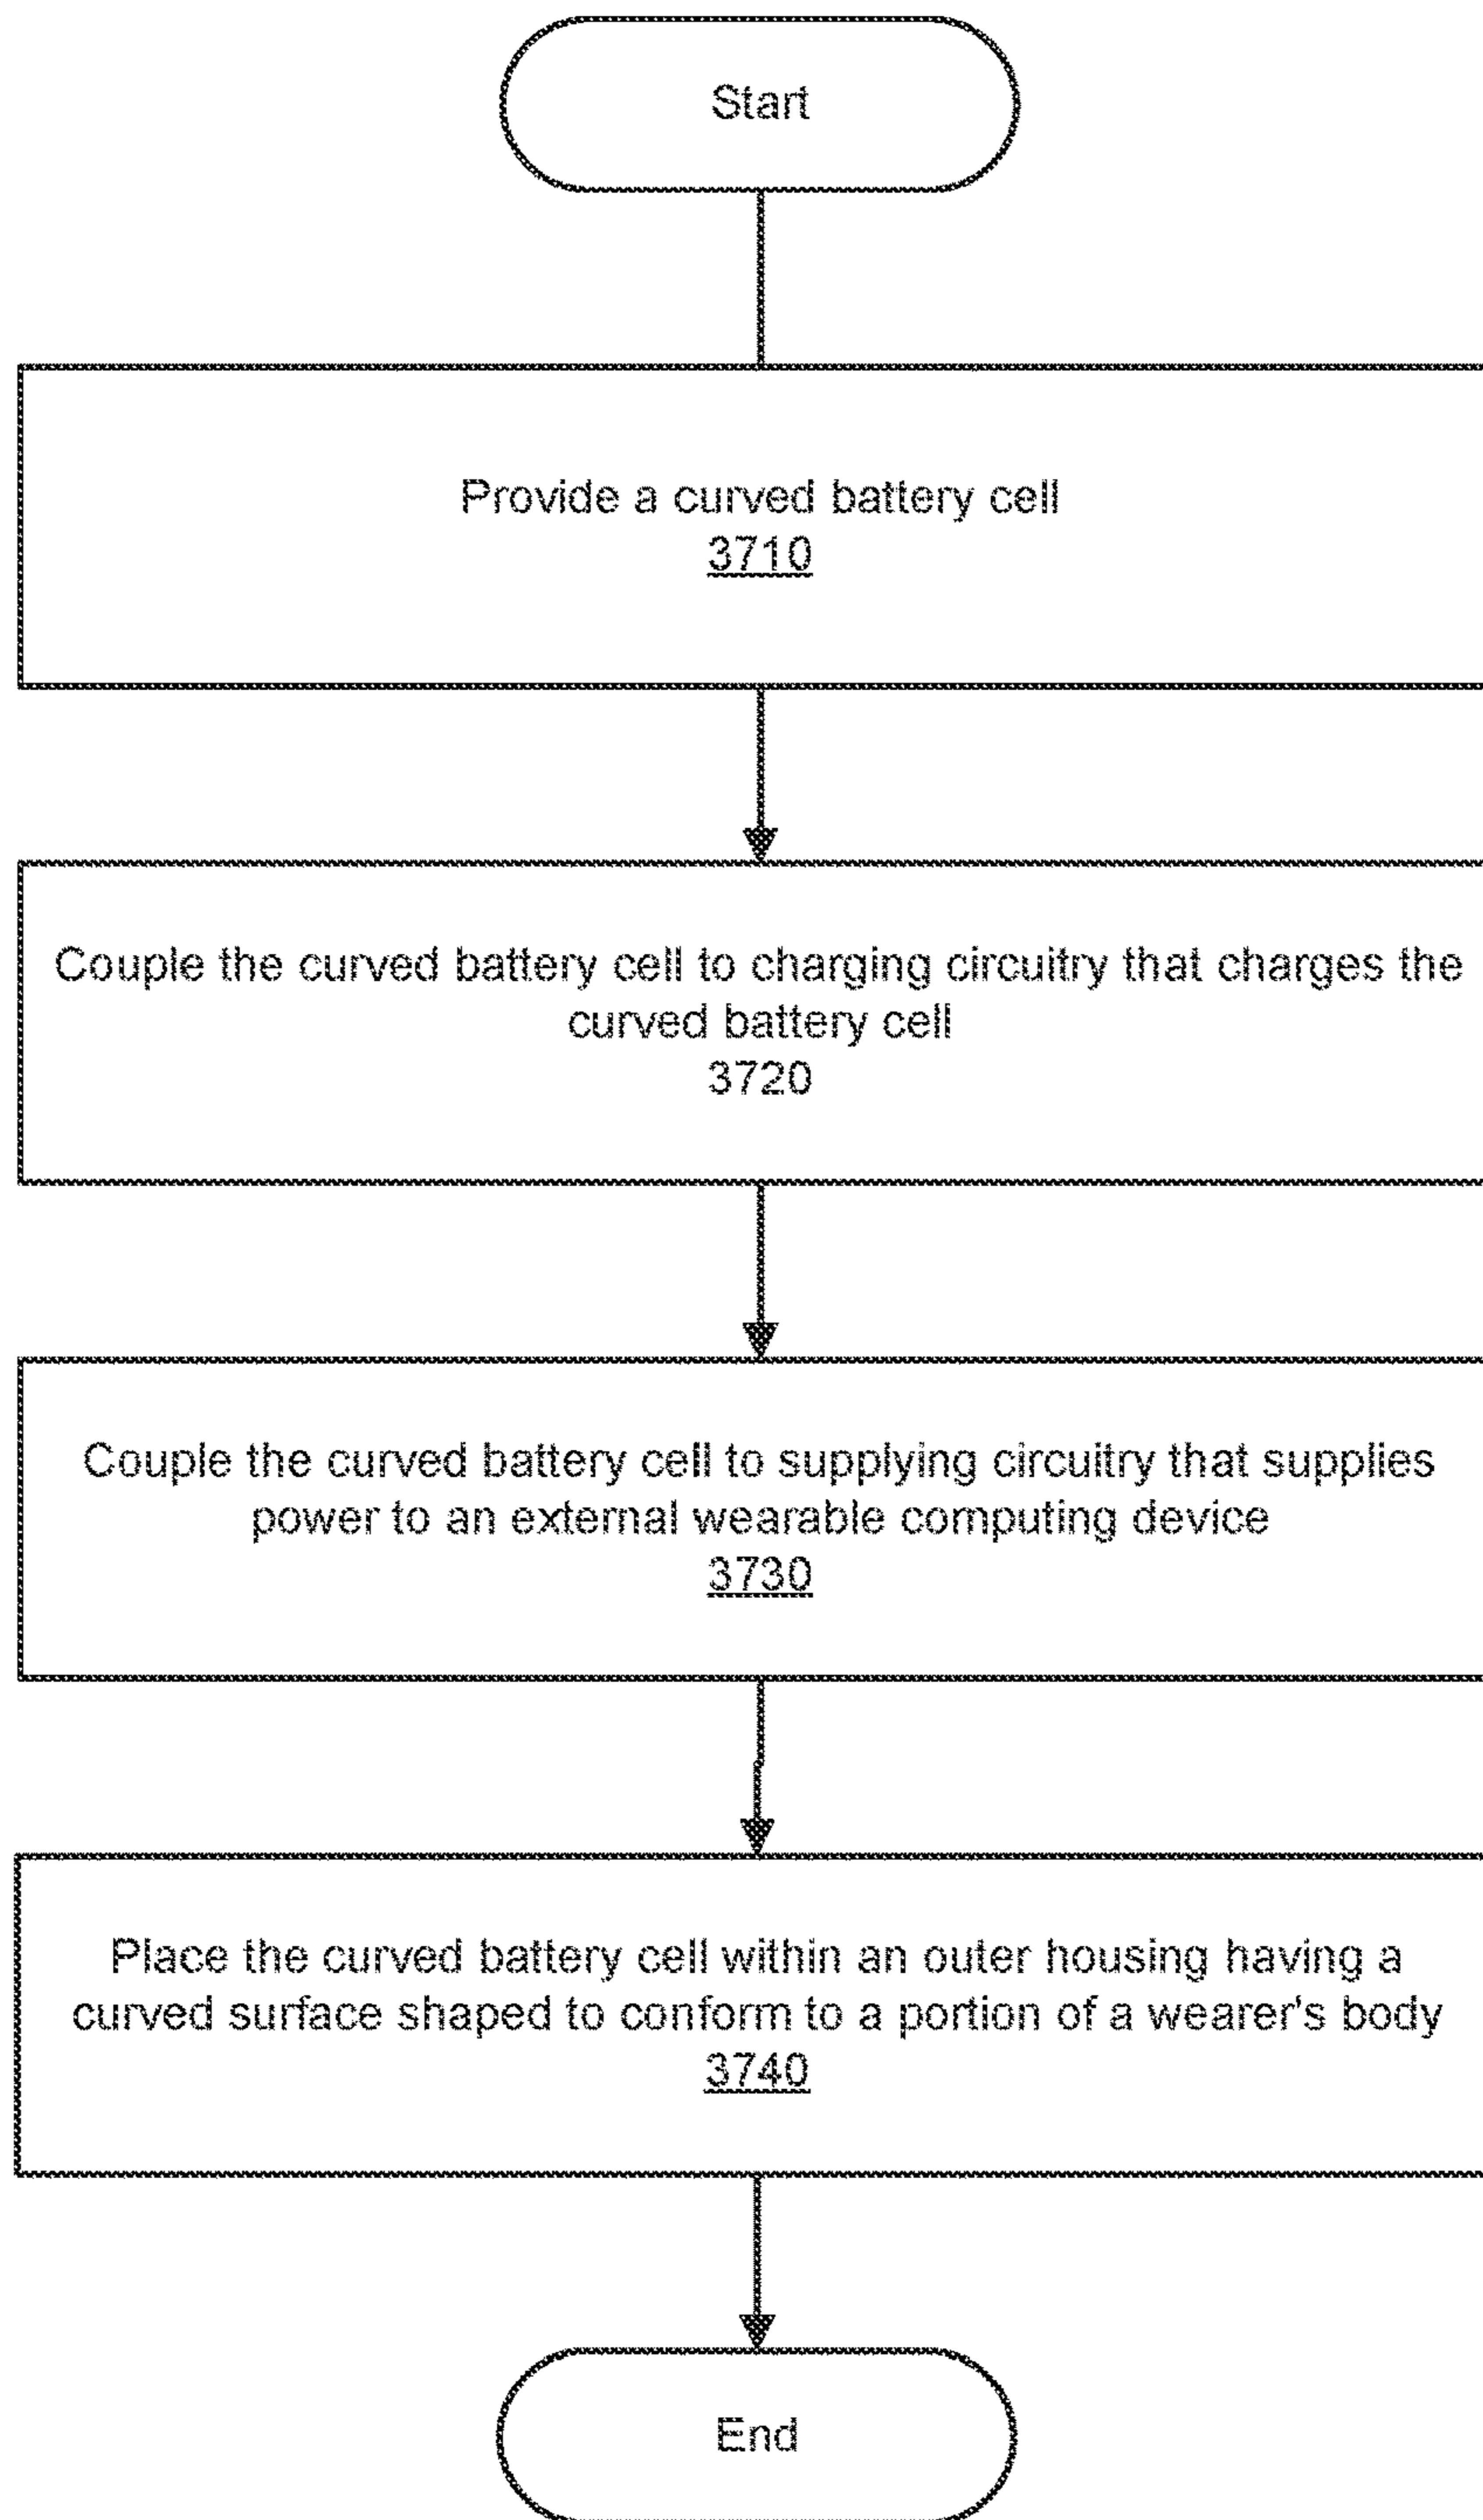 Start
Provide a curved battery cell
3710
Couple the curved battery cell to charging circuitry that charges the
curved battery cell
3720
Couple the curved battery cell to supplying circuitry that supplies
power to an external wearable computing device
3730
Place the curved battery cell within an outer housing having a
curved surface shaped to conform to a portion of a wearer's body
3740
End